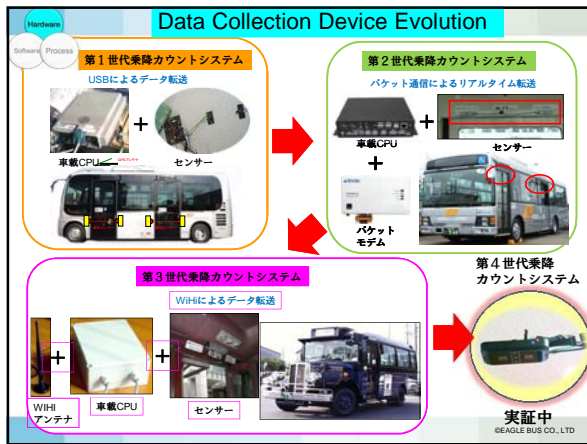 Data Collection Device Evolution
Hardware
Software
Process
第1世代乗降カウントシステム
USBによるデータ転送
車載CPU
センサー
第2世代乗降カウントシステム
パケット通信によるリアルタイム転送
車載CPU
センサー
パケット
モデム
第3世代乗降カウントシステム
WiHiによるデータ転送
WIHI
アンテナ
車載CPU
センサー
第4世代乗降
カウントシステム
実証中
©EAGLE BUS CO., LTD